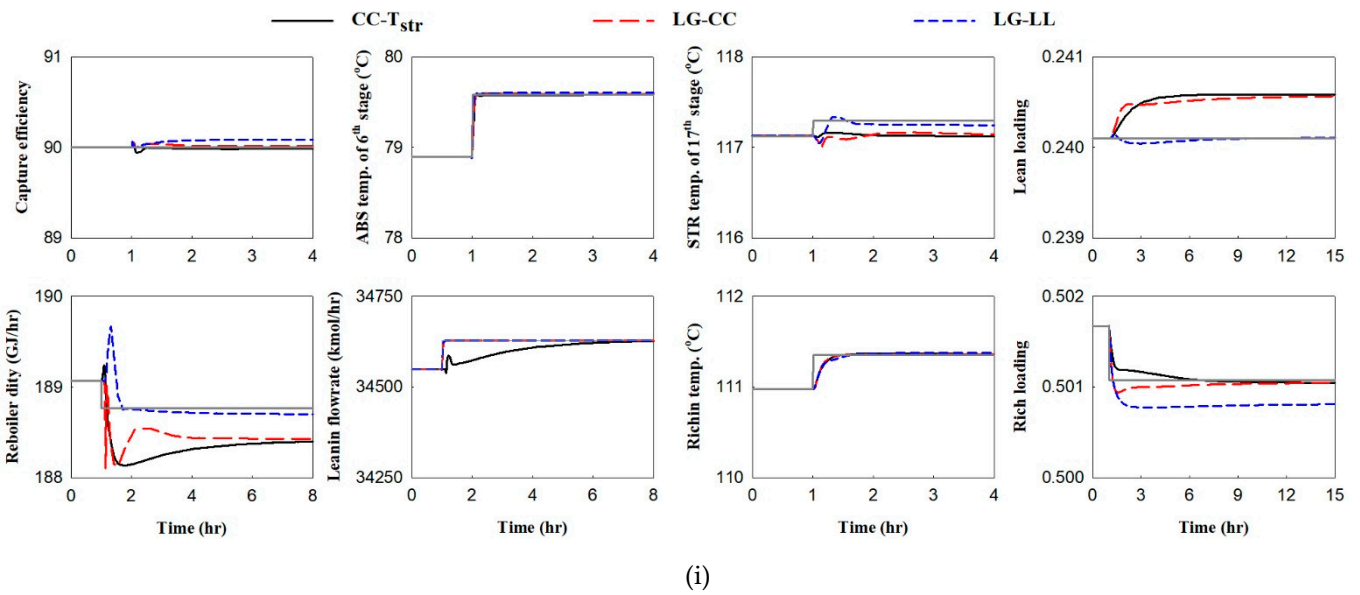 CC-Tstr LG-CC LG-LL
Capture efficiency
91
90
89
0 1 2 3 4
ABS temp. of 6th stage (°C)
80
79
78
0 1 2 3 4
STR temp. of 17th stage (°C)
118
117
116
0 1 2 3 4
Lean loading
0.241
0.240
0.239
0 3 6 9 12 15
Reboiler dity (GJ/hr)
190
189
188
0 2 4 6 8
Time (hr)
Leanin flowrate (kmol/hr)
34750
34500
34250
0 2 4 6 8
Time (hr)
Richin temp. (°C)
112
111
110
0 1 2 3 4
Time (hr)
Rich loading
0.502
0.501
0.500
0 3 6 9 12 15
Time (hr)
(i)